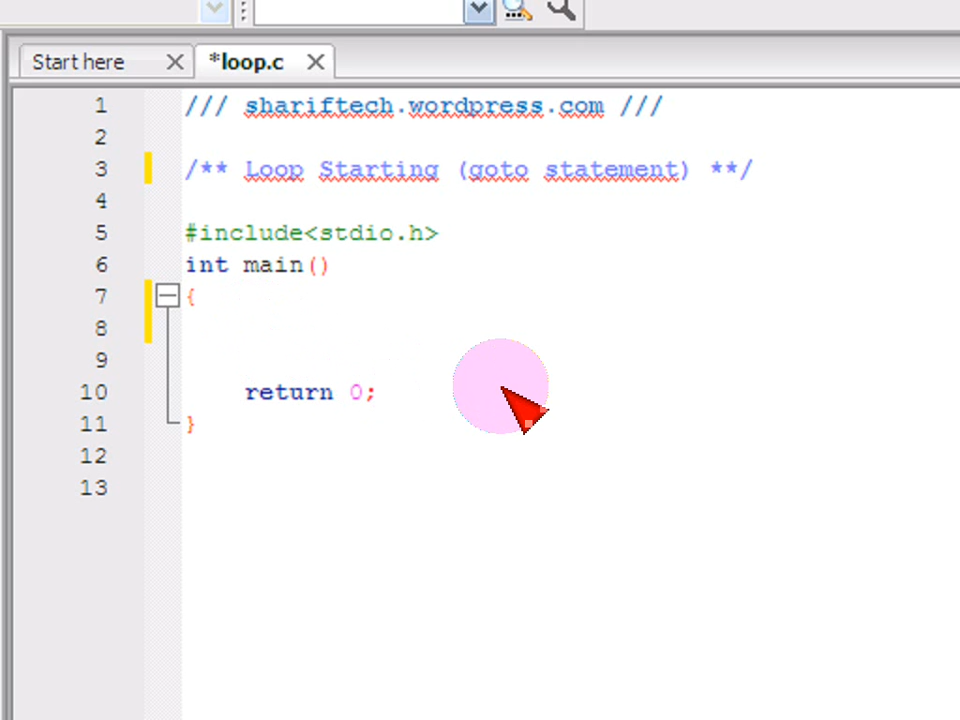 Start here
*loop.c
1 /// shariftech.wordpress.com ///
2
3 /** Loop Starting (goto statement) **/
4
5 #include<stdio.h>
6 int main()
7 {
8
9
10 return 0;
11 }
12
13